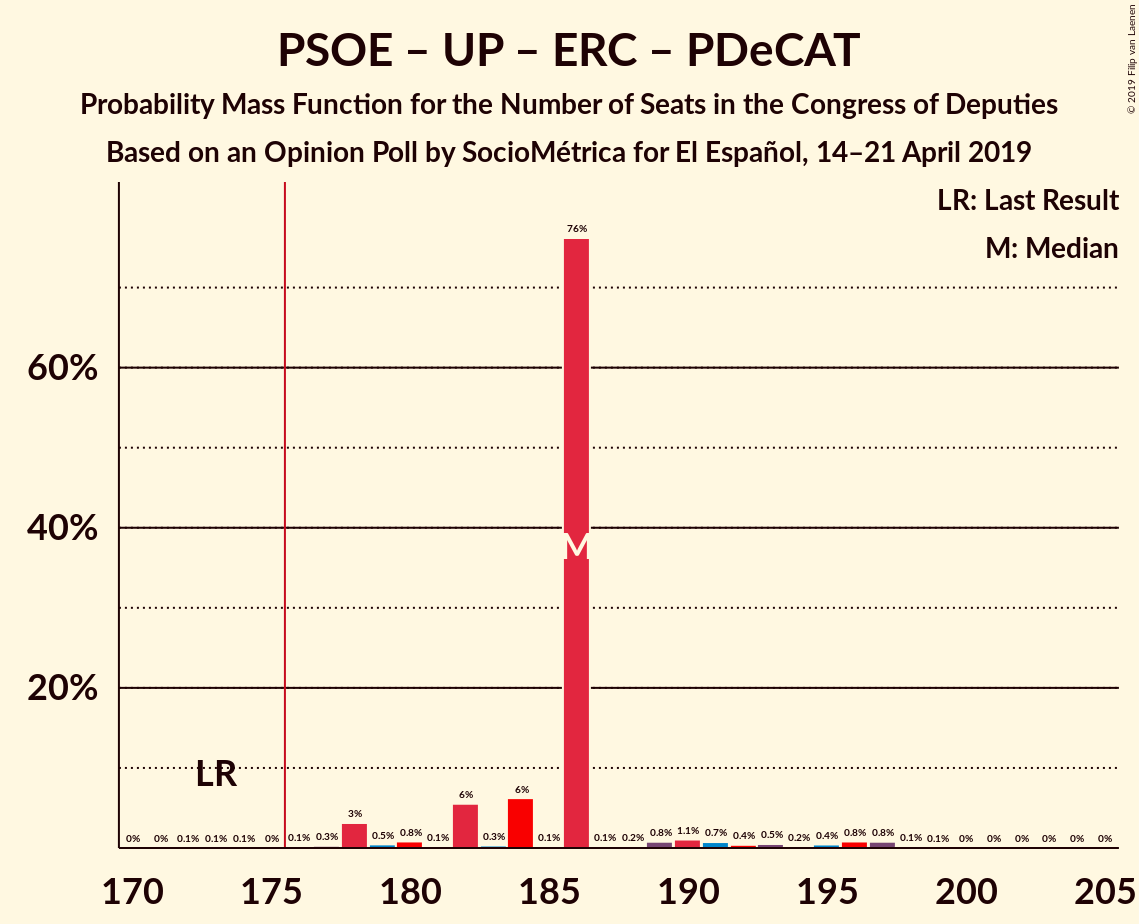 PSOE – UP – ERC – PDeCAT
Probability Mass Function for the Number of Seats in the Congress of Deputies
Based on an Opinion Poll by SocioMétrica for El Español, 14–21 April 2019
© 2019 Filip van Laenen
LR: Last Result
M: Median
76%
60%
40%
M
20%
LR
0% 0% 0.1% 0.1% 0.1% 0% 0.1% 0.3% 3% 0.5% 0.8% 0.1% 6% 0.3% 6% 0.1% 0.1% 0.2% 0.8% 1.1% 0.7% 0.4% 0.5% 0.2% 0.4% 0.8% 0.8% 0.1% 0.1% 0% 0% 0% 0% 0% 0%
170 175 180 185 190 195 200 205